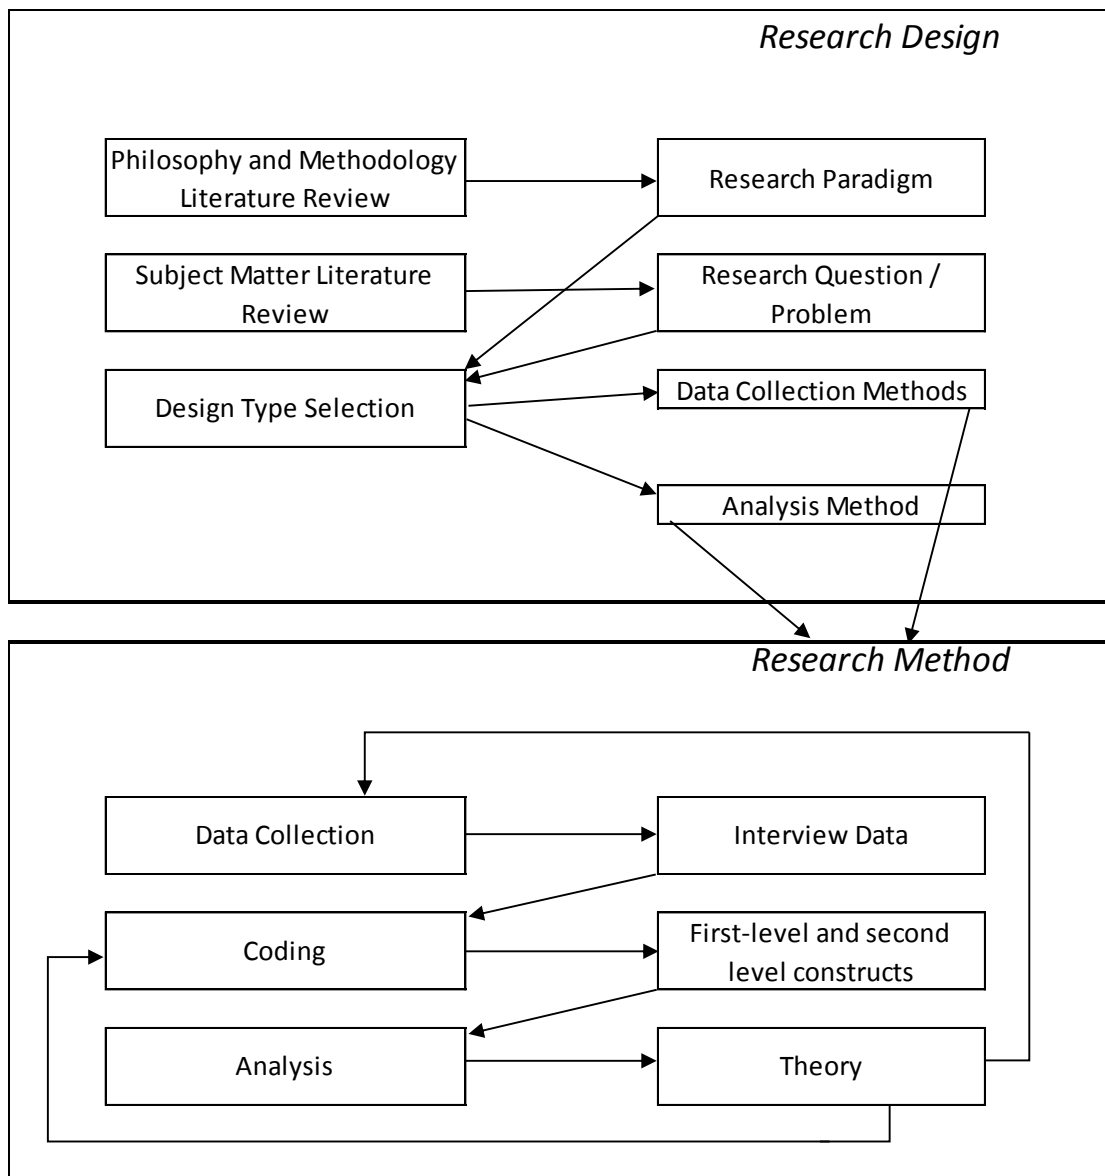 Research Design
Philosophy and Methodology
Literature Review
Research Paradigm
Subject Matter Literature
Review
Research Question /
Problem
Design Type Selection
Data Collection Methods
Analysis Method
Research Method
Data Collection
Interview Data
Coding
First-level and second
level constructs
Analysis
Theory